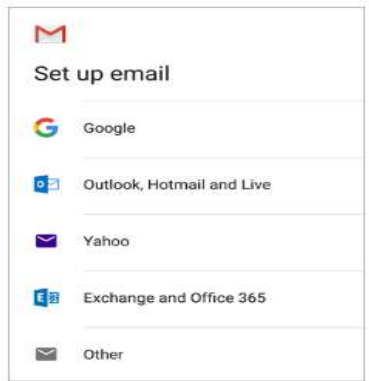 Set up email
Google
Outlook, Hotmail and Live
Yahoo
Exchange and Office 365
Other